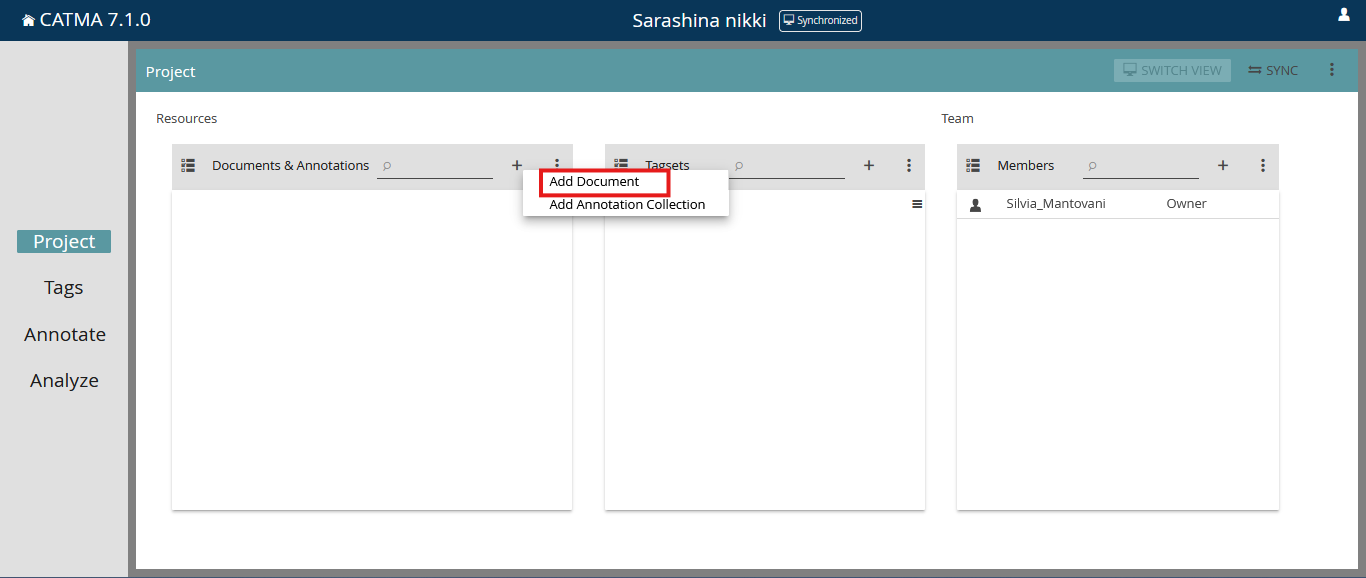 CATMA 7.1.0
Sarashina nikki
Synchronized
Project
SWITCH VIEW
SYNC
Resources
Team
Documents & Annotations
Tagsets
Members
Add Document
Add Annotation Collection
Silvia_Mantovani Owner
Project
Tags
Annotate
Analyze